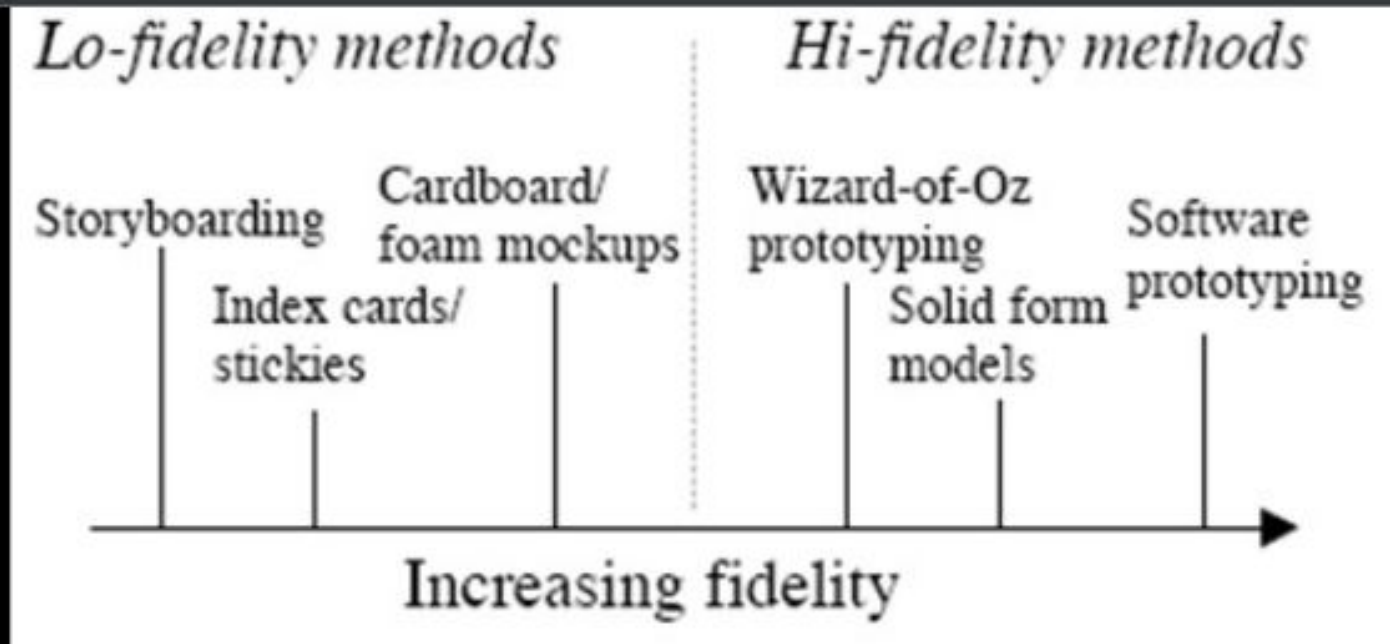 Lo-fidelity methods
Hi-fidelity methods
Storyboarding
Index cards/
stickies
Cardboard/
foam mockups
Wizard-of-Oz
prototyping
Solid form
models
Software
prototyping
Increasing fidelity